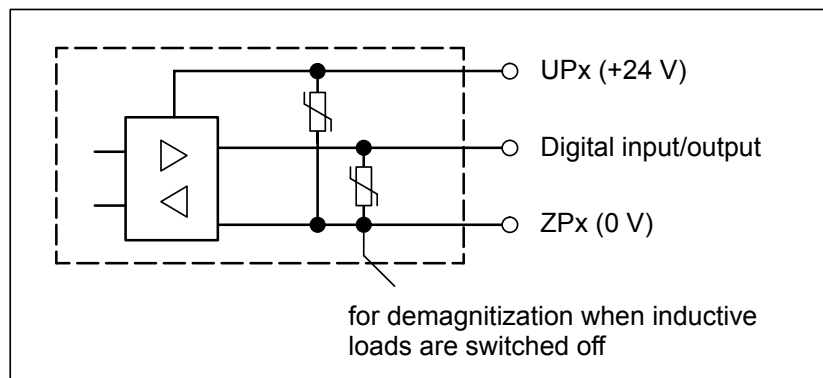 UPx (+24 V)
Digital input/output
ZPx (0 V)
for demagnitization when inductive
loads are switched off